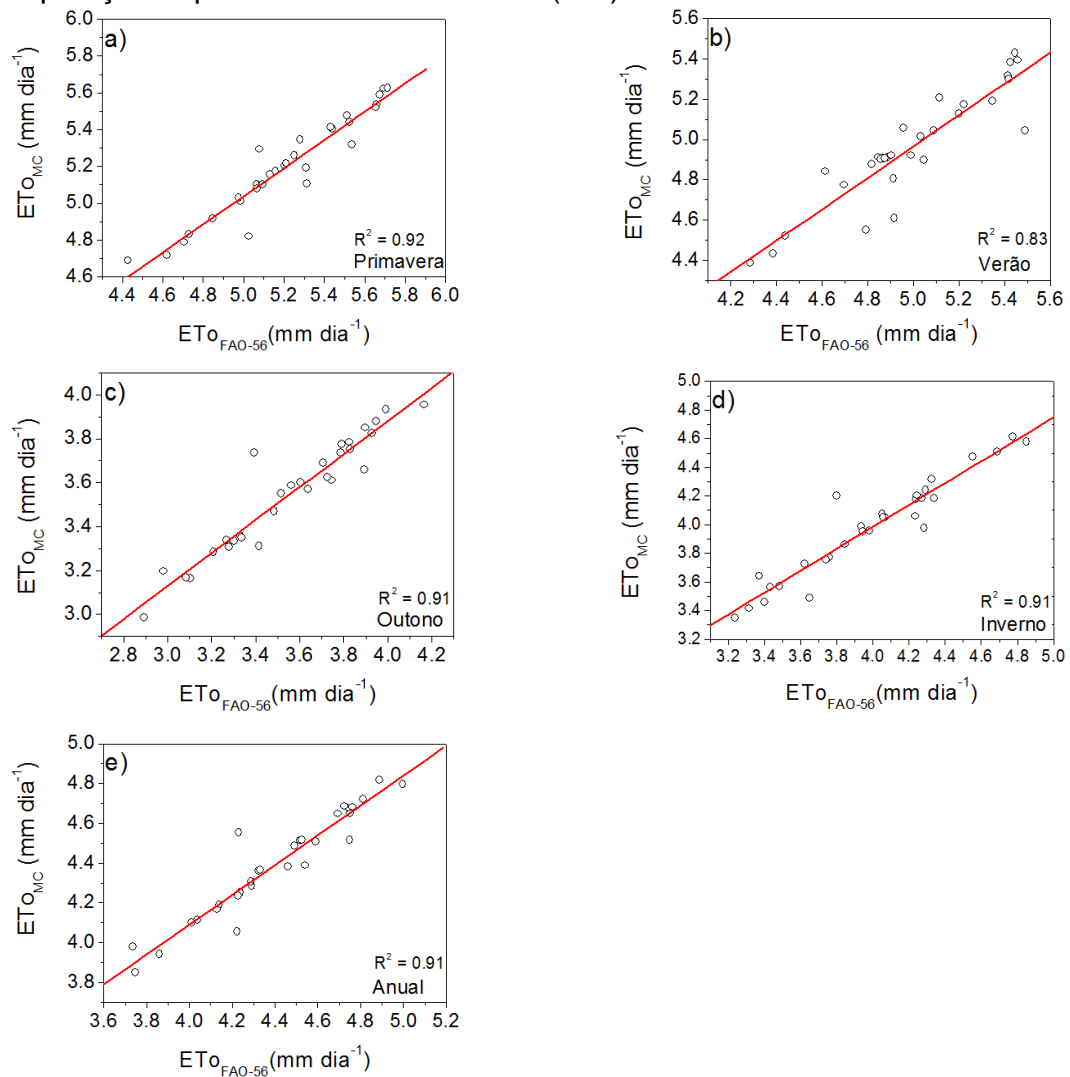 a)
6.0
5.8
5.6
5.4
5.2
5.0
4.8
4.6
ETo_MC (mm dia⁻¹)
R² = 0.92
Primavera
4.4 4.6 4.8 5.0 5.2 5.4 5.6 5.8 6.0
ETo_FAO-56(mm dia⁻¹)
b)
5.6
5.4
5.2
5.0
4.8
4.6
4.4
ETo_MC (mm dia⁻¹)
R² = 0.83
Verão
4.2 4.4 4.6 4.8 5.0 5.2 5.4 5.6
ETo_FAO-56 (mm dia⁻¹)
c)
4.0
3.8
3.6
3.4
3.2
3.0
ETo_MC (mm dia⁻¹)
R² = 0.91
Outono
2.8 3.0 3.2 3.4 3.6 3.8 4.0 4.2
ETo_FAO-56(mm dia⁻¹)
d)
5.0
4.8
4.6
4.4
4.2
4.0
3.8
3.6
3.4
3.2
ETo_MC (mm dia⁻¹)
R² = 0.91
Inverno
3.2 3.4 3.6 3.8 4.0 4.2 4.4 4.6 4.8 5.0
ETo_FAO-56(mm dia⁻¹)
e)
5.0
4.8
4.6
4.4
4.2
4.0
3.8
ETo_MC (mm dia⁻¹)
R² = 0.91
Anual
3.6 3.8 4.0 4.2 4.4 4.6 4.8 5.0 5.2
ETo_FAO-56(mm dia⁻¹)